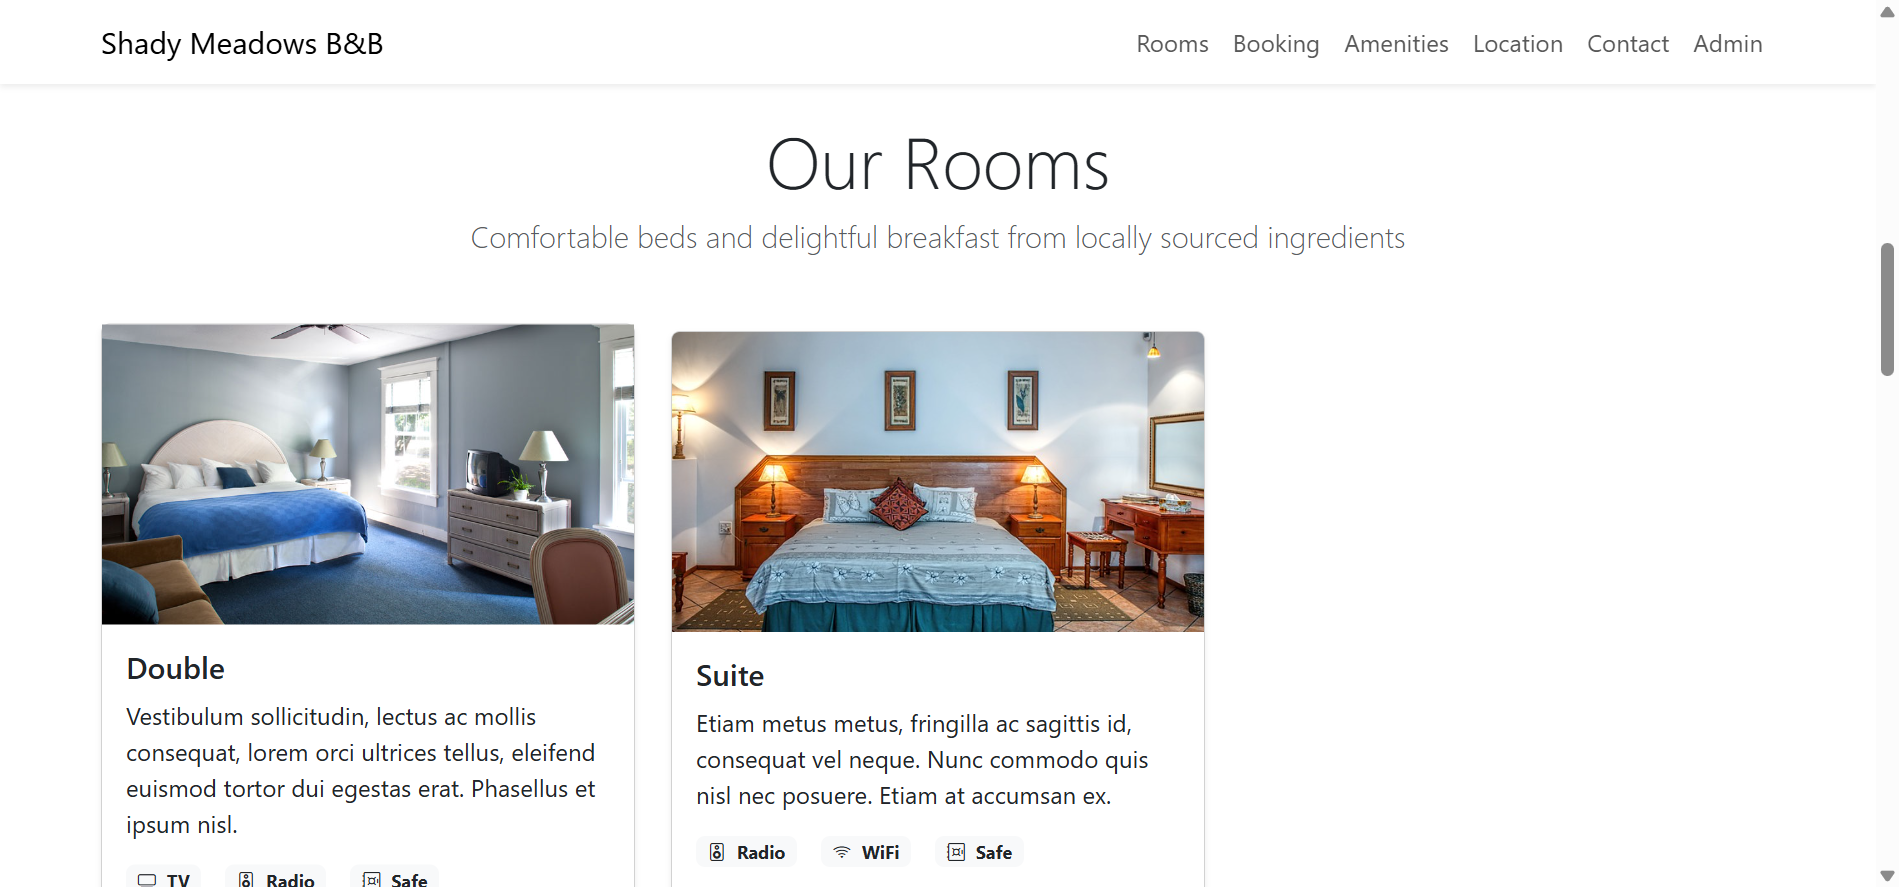 Shady Meadows B&B
Rooms Booking Amenities Location Contact Admin
Our Rooms
Comfortable beds and delightful breakfast from locally sourced ingredients
Double
Vestibulum sollicitudin, lectus ac mollis
consequat, lorem orci ultrices tellus, eleifend
euismod tortor dui egestas erat. Phasellus et
ipsum nisl.
TV Radio Safe
Suite
Etiam metus metus, fringilla ac sagittis id,
consequat vel neque. Nunc commodo quis
nisl nec posuere. Etiam at accumsan ex.
Radio WiFi Safe